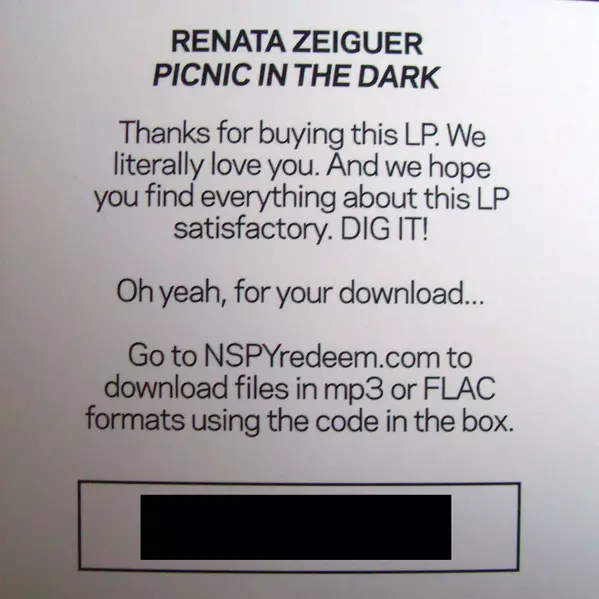 RENATA ZEIGUER
PICNIC IN THE DARK
Thanks for buying this LP. We
literally love you. And we hope
you find everything about this LP
satisfactory. DIG IT!
Oh yeah, for your download...
Go to NSPYredeem.com to
download files in mp3 or FLAC
formats using the code in the box.